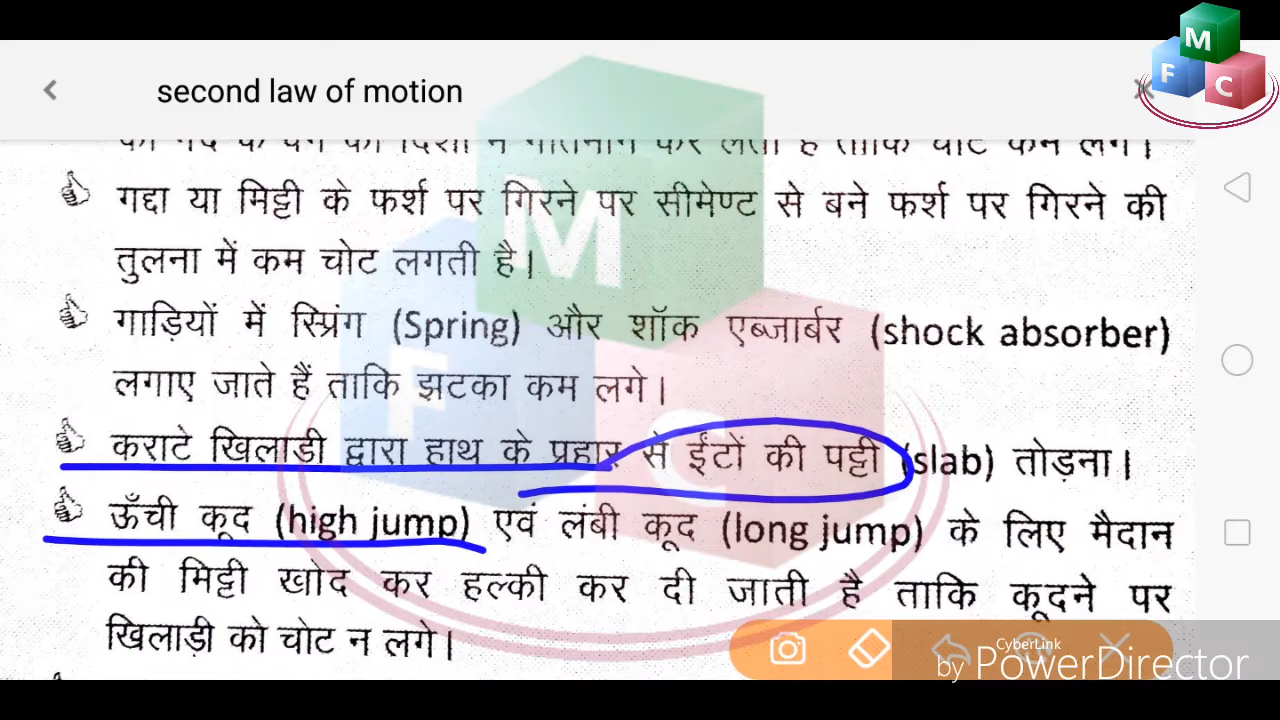 second law of motion
M
F
C
गद्दा या मिट्टी के फर्श पर गिरने पर सीमेण्ट से बने फर्श पर गिरने की
तुलना में कम चोट लगती है।
गाड़ियों में स्प्रिंग (Spring) और शॉक एब्जार्बर (shock absorber)
लगाए जाते हैं ताकि झटका कम लगे।
कराटे खिलाडी द्वारा हाथ के प्रहार से ईंटों की पट्टी (slab) तोड़ना।
ऊँची कूद (high jump) एवं लंबी कूद (long jump) के लिए मैदान
की मिट्टी खोद कर हल्की कर दी जाती है ताकि कूदने पर
खिलाड़ी को चोट न लगे।
M
F
C
CyberLink
by PowerDirector